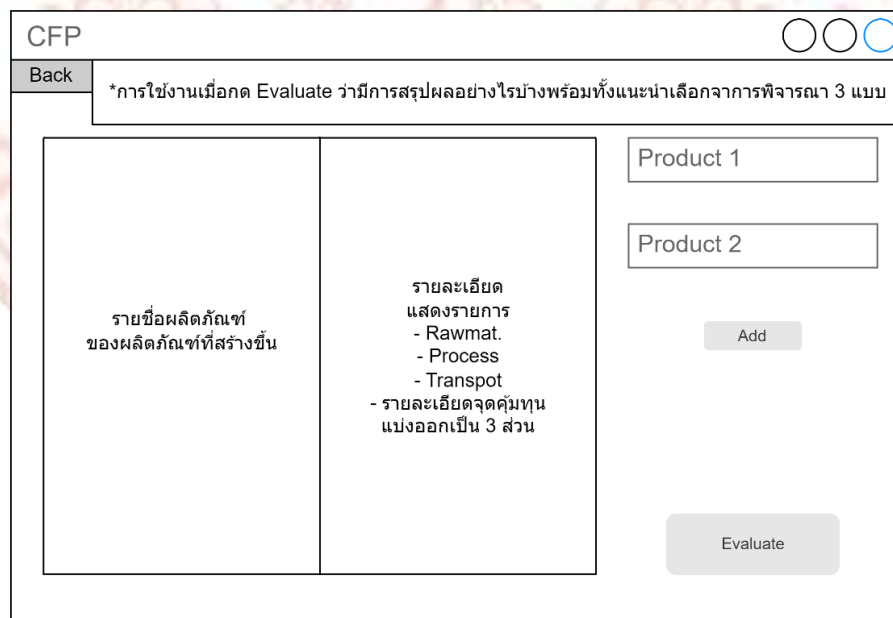 CFP
Back
*การใช้งานเมื่อกด Evaluate ว่ามีการสรุปผลอย่างไรบ้างพร้อมทั้งแนะนำเลือกจาการพิจารณา 3 แบบ
รายชื่อผลิตภัณฑ์
ของผลิตภัณฑ์ที่สร้างขึ้น
รายละเอียด
แสดงรายการ
- Rawmat.
- Process
- Transpot
- รายละเอียดจุดคุ้มทุน
แบ่งออกเป็น 3 ส่วน
Product 1
Product 2
Add
Evaluate